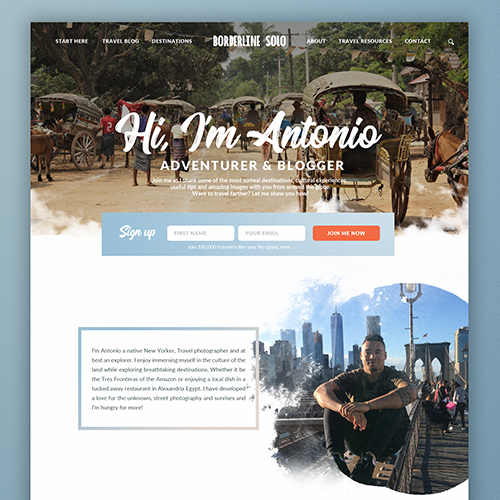 START HERE TRAVEL BLOG DESTINATIONS BORDERLINE SOLO ABOUT TRAVEL RESOURCES CONTACT
Hi, I'm Antonio
ADVENTURER & BLOGGER
Join me as I share some of the most surreal destinations, cultural experiences,
useful tips and amazing images with you from around the globe.
Want to travel farther? Let me show you how!
Sign up FIRST NAME YOUR EMAIL JOIN ME NOW
travelers like you. No spam, ever.
I'm Antonio a native New Yorker, Travel photographer and at
best an explorer. I enjoy immersing myself in the culture of the
land while exploring breathtaking destinations. Whether it be
the Tres Fronteras of the Amazon or enjoying a local dish in a
tucked away restaurant in Alexandria Egypt. I have developed
a love for the unknown, street photography and sunrises and
I'm hungry for more!